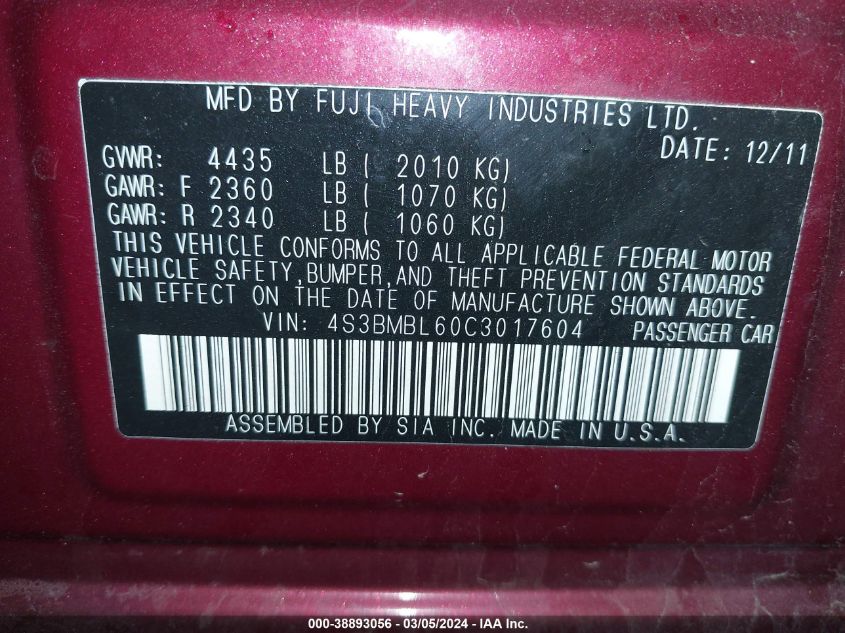 MFD BY FUJI HEAVY INDUSTRIES LTD.
DATE: 12/11
GVWR: 4435 LB ( 2010 KG)
GAWR: F 2360 LB ( 1070 KG)
GAWR: R 2340 LB ( 1060 KG)
THIS VEHICLE CONFORMS TO ALL APPLICABLE FEDERAL MOTOR
VEHICLE SAFETY,BUMPER,AND THEFT PREVENTION STANDARDS
IN EFFECT ON THE DATE OF MANUFACTURE SHOWN ABOVE.
VIN: 4S3BMBL60C3017604 PASSENGER CAR
ASSEMBLED BY SIA INC. MADE IN U.S.A.
000-38893056 - 03/05/2024 - IAA Inc.